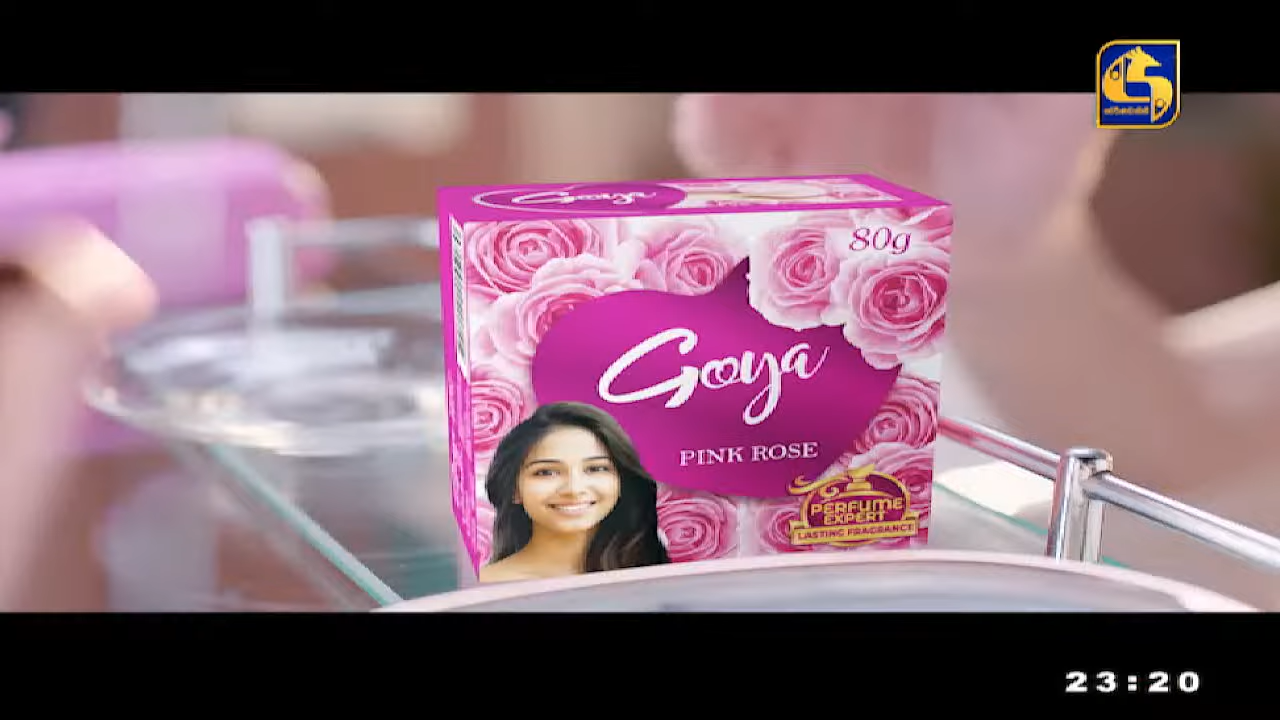 Goya
80g
Goya
PINK ROSE
PERFUME
EXPERT
LASTING FRAGRANCE
23:20